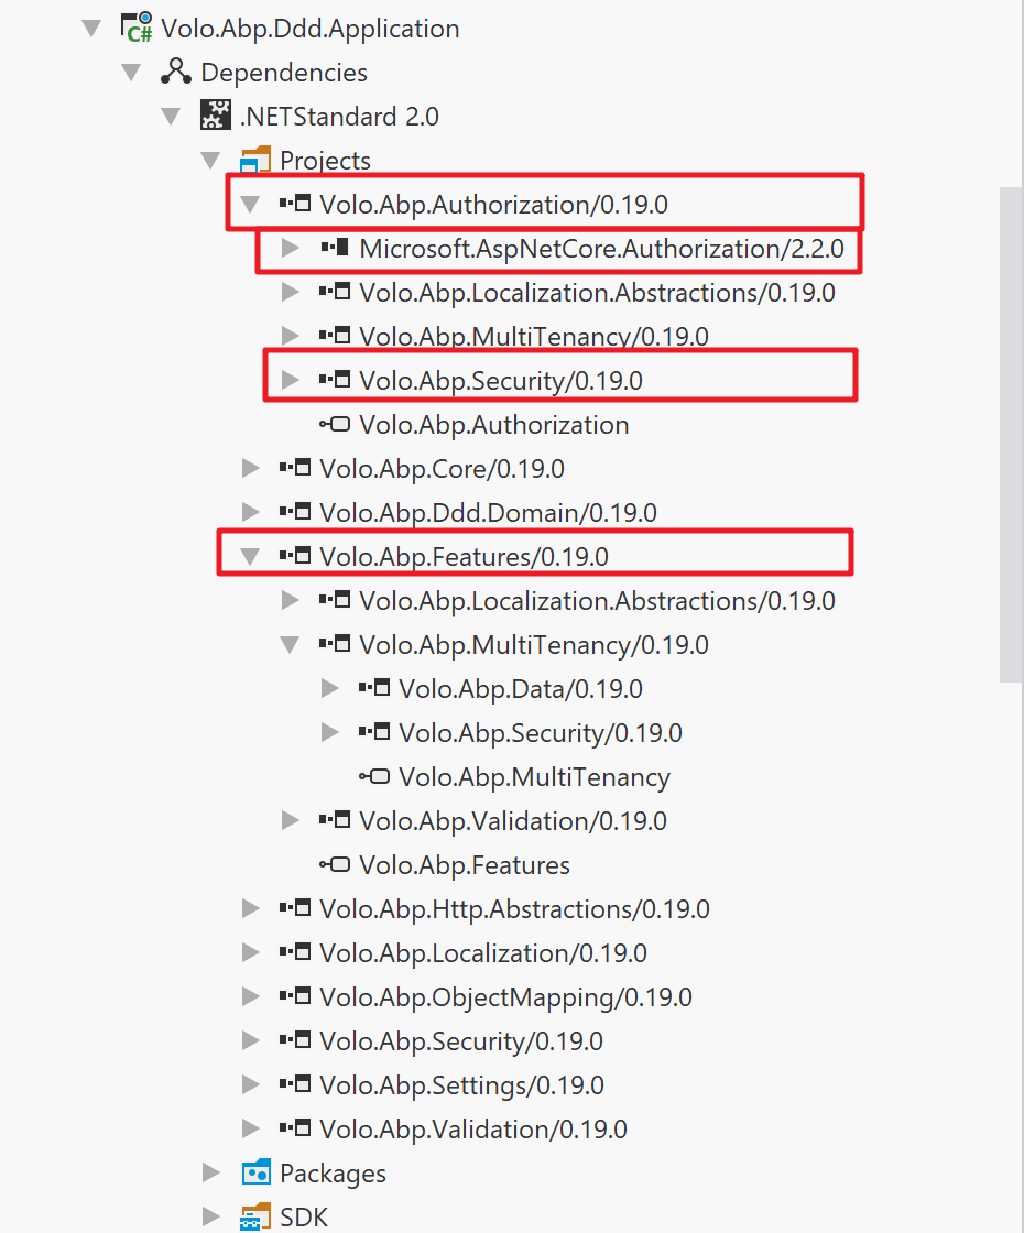 Volo.Abp.Ddd.Application
Dependencies
.NETStandard 2.0
Projects
Volo.Abp.Authorization/0.19.0
Microsoft.AspNetCore.Authorization/2.2.0
Volo.Abp.Localization.Abstractions/0.19.0
Volo.Abp.MultiTenancy/0.19.0
Volo.Abp.Security/0.19.0
Volo.Abp.Authorization
Volo.Abp.Core/0.19.0
Volo.Abp.Ddd.Domain/0.19.0
Volo.Abp.Features/0.19.0
Volo.Abp.Localization.Abstractions/0.19.0
Volo.Abp.MultiTenancy/0.19.0
Volo.Abp.Data/0.19.0
Volo.Abp.Security/0.19.0
Volo.Abp.MultiTenancy
Volo.Abp.Validation/0.19.0
Volo.Abp.Features
Volo.Abp.Http.Abstractions/0.19.0
Volo.Abp.Localization/0.19.0
Volo.Abp.ObjectMapping/0.19.0
Volo.Abp.Security/0.19.0
Volo.Abp.Settings/0.19.0
Volo.Abp.Validation/0.19.0
Packages
SDK